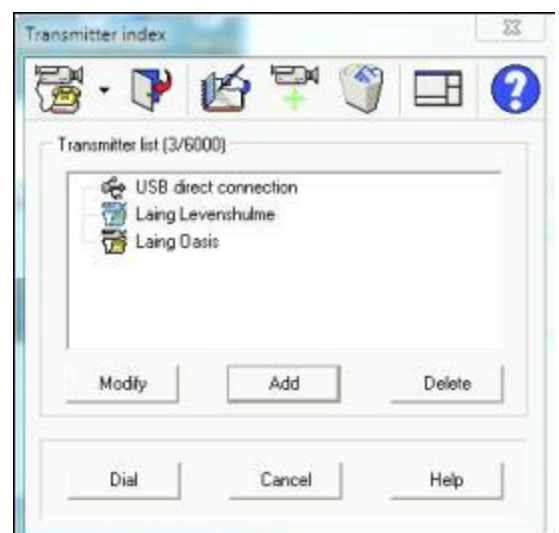 Transmitter index
Transmitter list (3/6000)
USB direct connection
Laing Levenshulme
Laing Oasis
Modify Add Delete
Dial Cancel Help